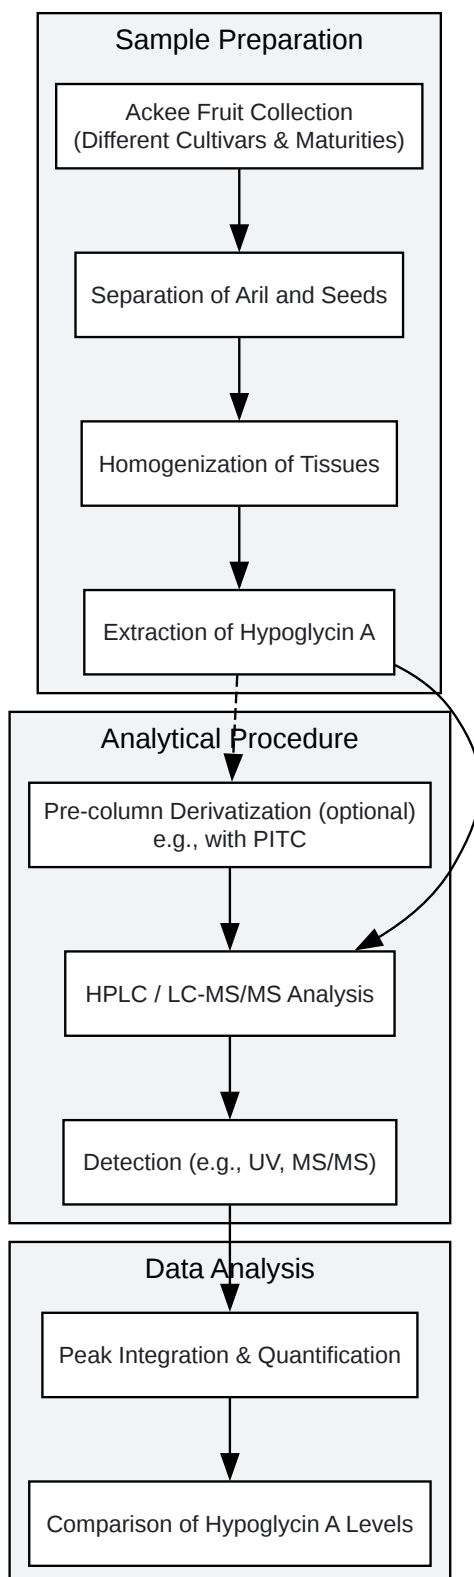 Sample Preparation
Ackee Fruit Collection
(Different Cultivars & Maturities)
Separation of Aril and Seeds
Homogenization of Tissues
Extraction of Hypoglycin A
Analytical Procedure
Pre-column Derivatization (optional)
e.g., with PITC
HPLC / LC-MS/MS Analysis
Detection (e.g., UV, MS/MS)
Data Analysis
Peak Integration & Quantification
Comparison of Hypoglycin A Levels